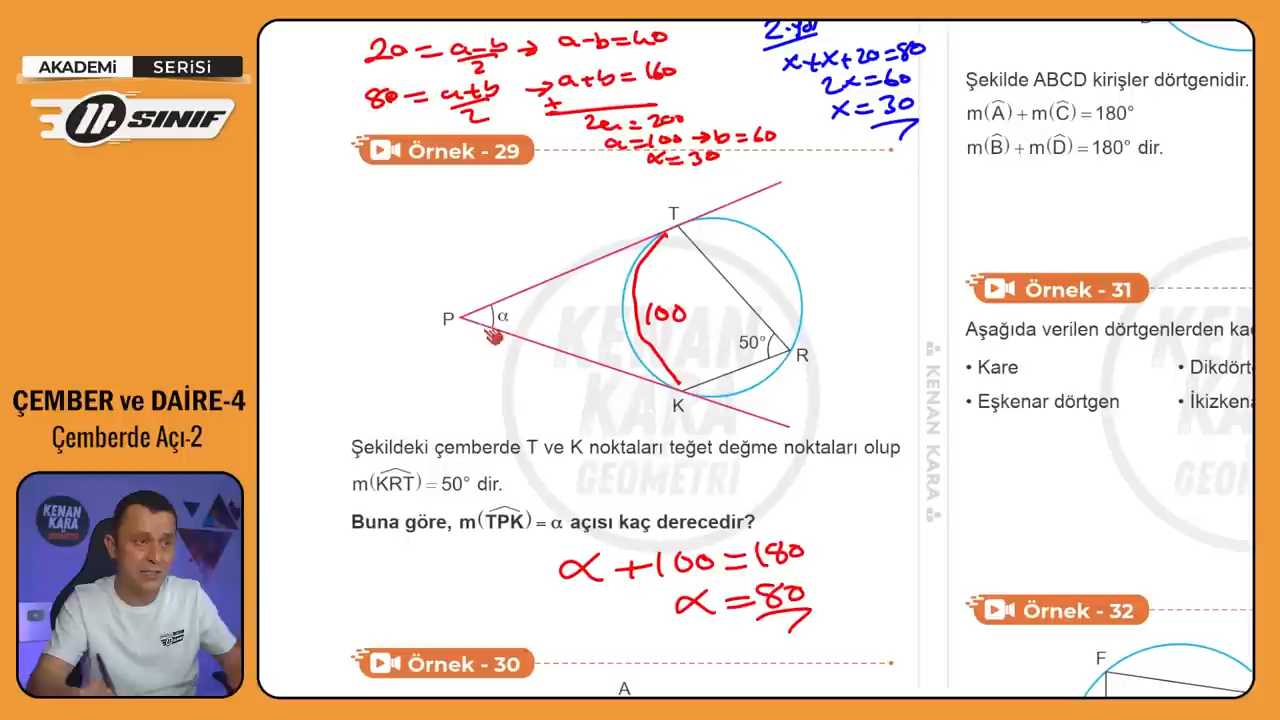 AKADEMİ SERİSİ
11. SINIF
ÇEMBER ve DAİRE-4
Çemberde Açı-2
KENAN
KARA
2a = a-b/2 → a-b=40
80 = a+b/2 → a+b=160
+
2a=200
a=100 → b=60
α=30
2.yol
x+x+20=80
2x=60
x=30
Örnek - 29
T
P
α
100
50°
R
K
KENAN
KARA
GEOMETRİ
Şekildeki çemberde T ve K noktaları teğet değme noktaları olup
m(KRT) = 50° dir.
Buna göre, m(TPK) = α açısı kaç derecedir?
α+100=180
α=80
Örnek - 30
A
KENAN KARA
Şekilde ABCD kirişler dörtgenidir.
m(A) + m(C) = 180°
m(B) + m(D) = 180° dir.
Örnek - 31
Aşağıda verilen dörtgenlerden
• Kare
• Eşkenar dörtgen
Örnek - 32
F